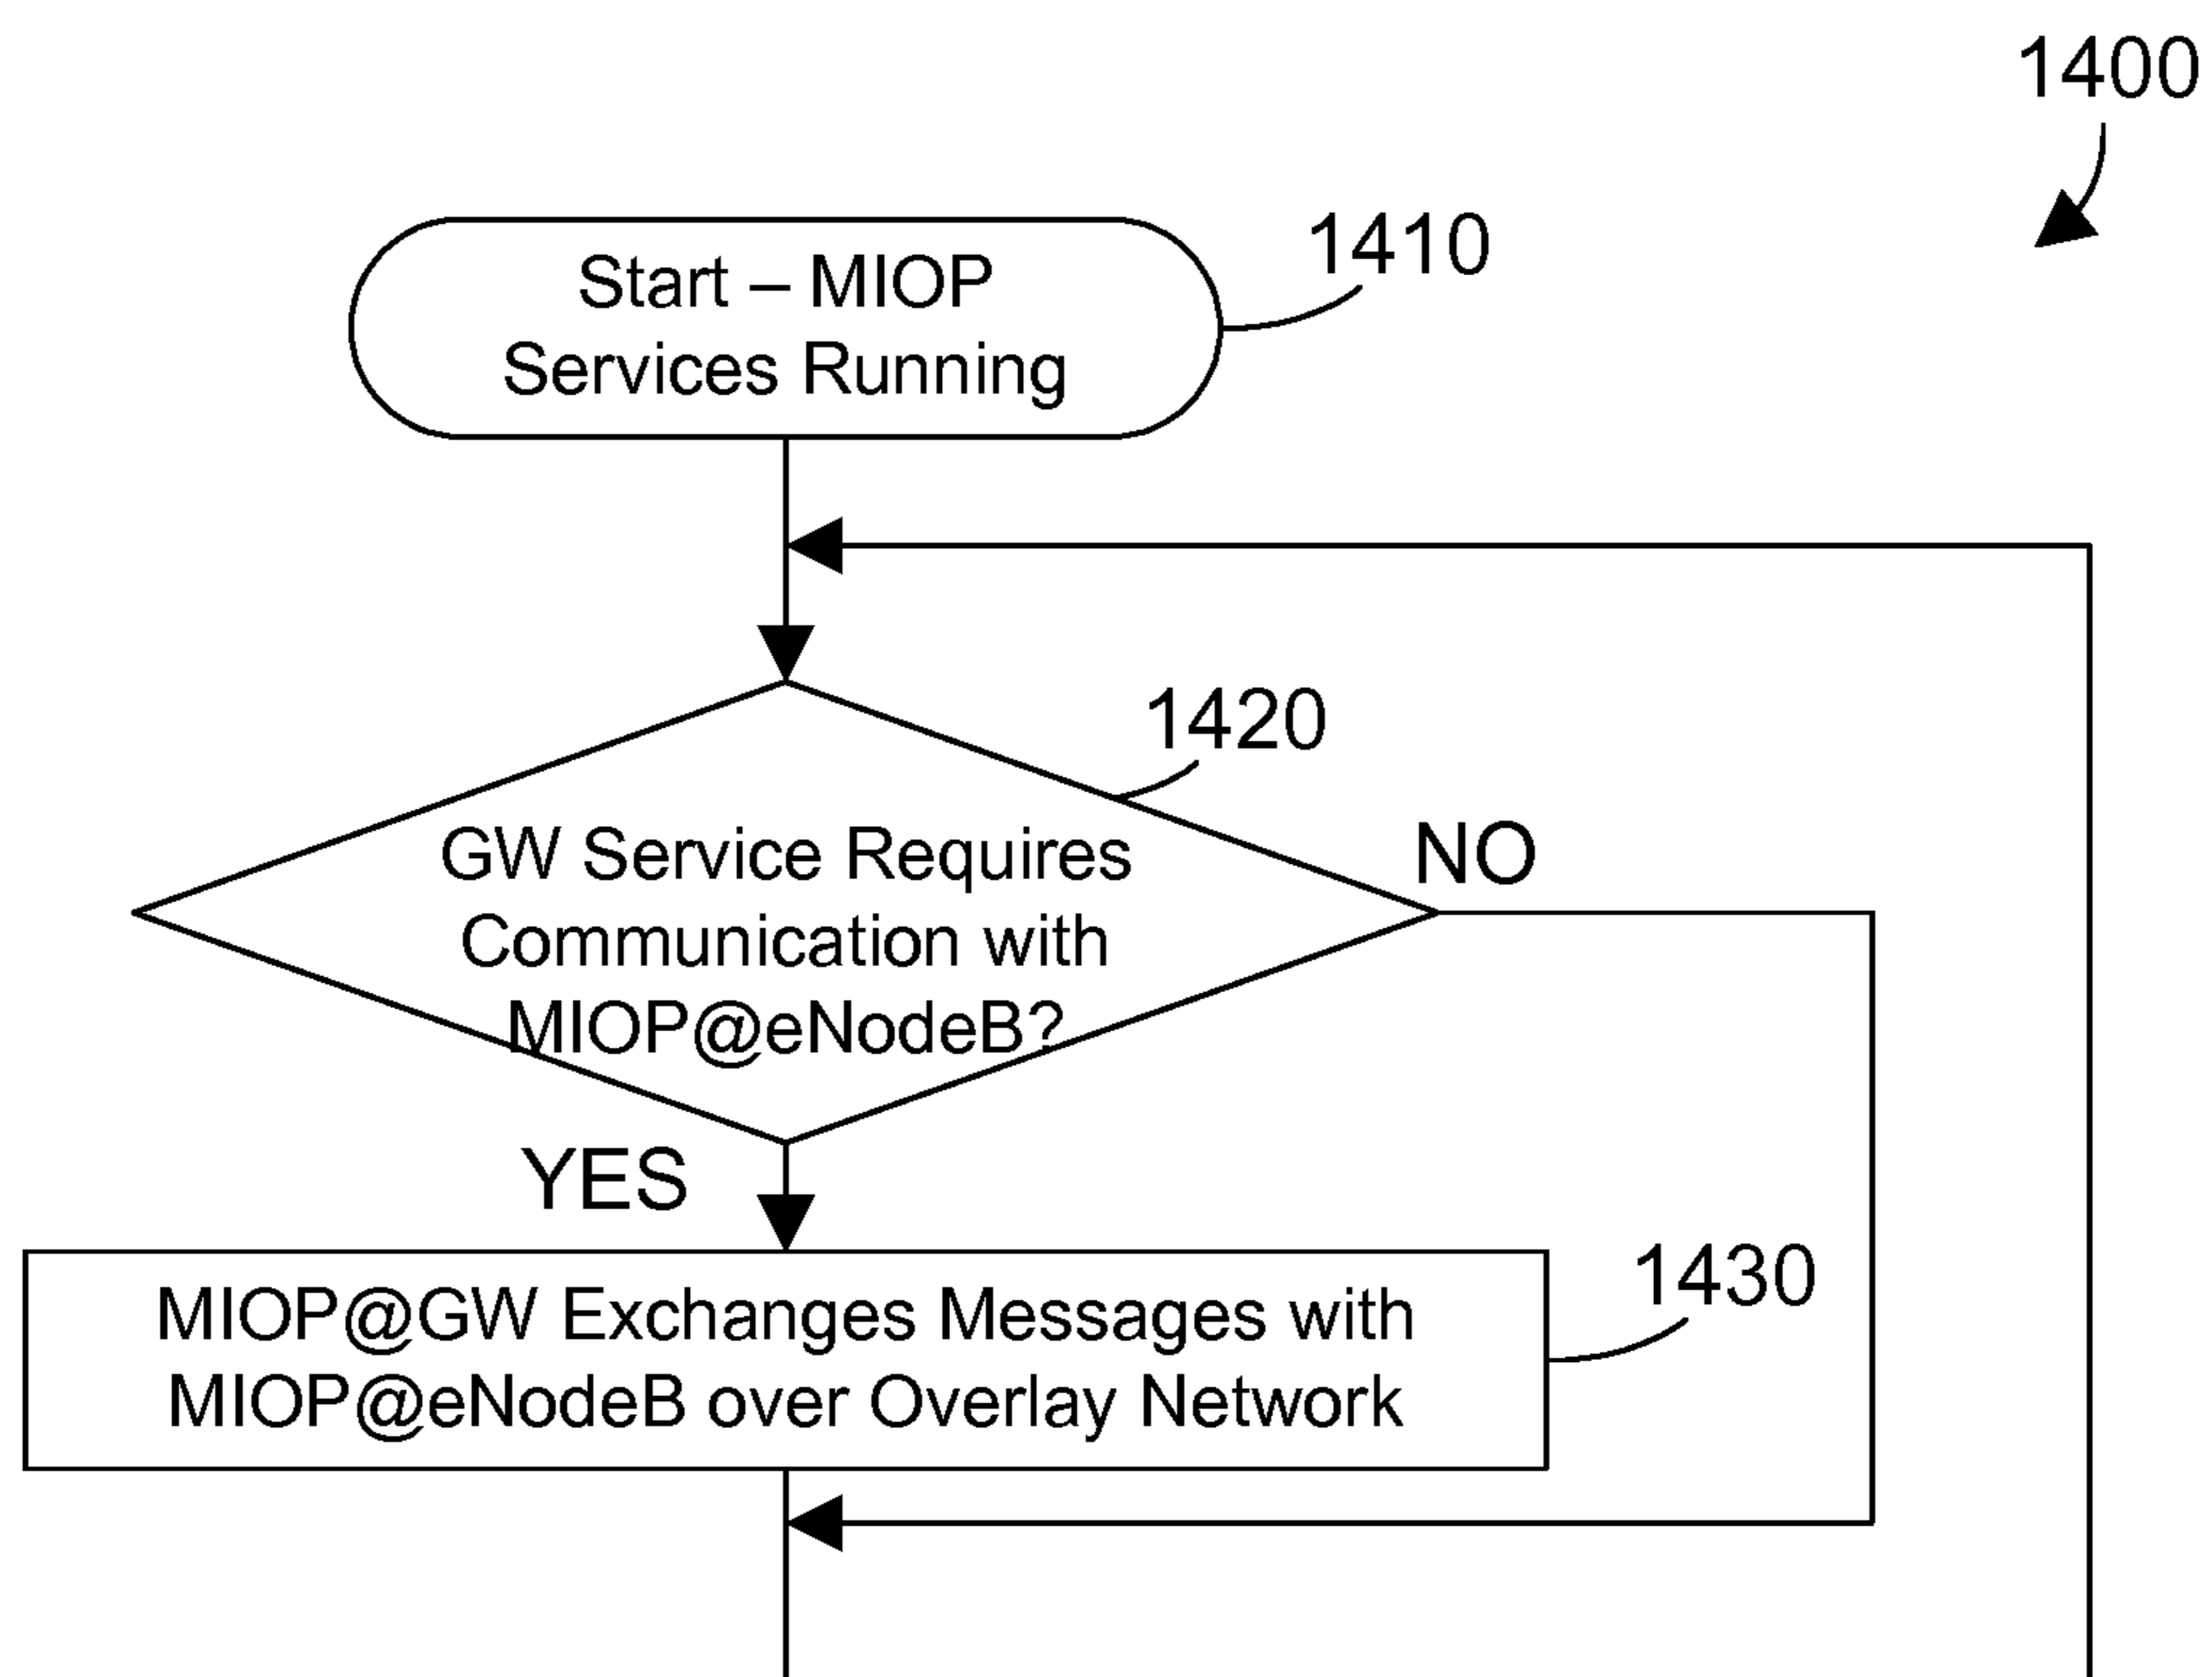 1400
1410
Start – MIOP
Services Running
1420
GW Service Requires
Communication with
MIOP@eNodeB?
NO
YES
1430
MIOP@GW Exchanges Messages with
MIOP@eNodeB over Overlay Network